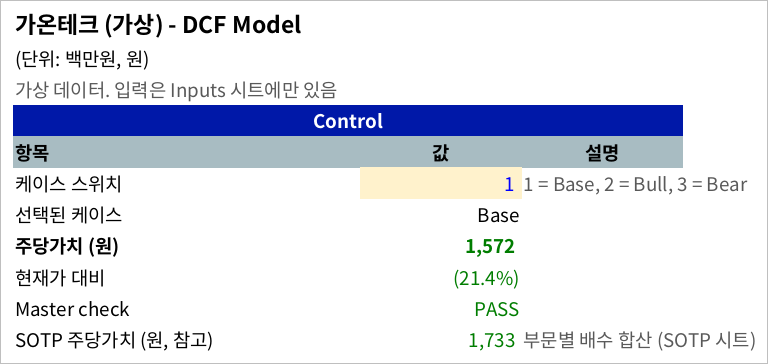 가온테크 (가상) - DCF Model
(단위: 백만원, 원)
가상 데이터. 입력은 Inputs 시트에만 있음
Control
항목 값 설명
케이스 스위치 1 1 = Base, 2 = Bull, 3 = Bear
선택된 케이스 Base
주당가치 (원) 1,572
현재가 대비 (21.4%)
Master check PASS
SOTP 주당가치 (원, 참고) 1,733 부문별 배수 합산 (SOTP 시트)